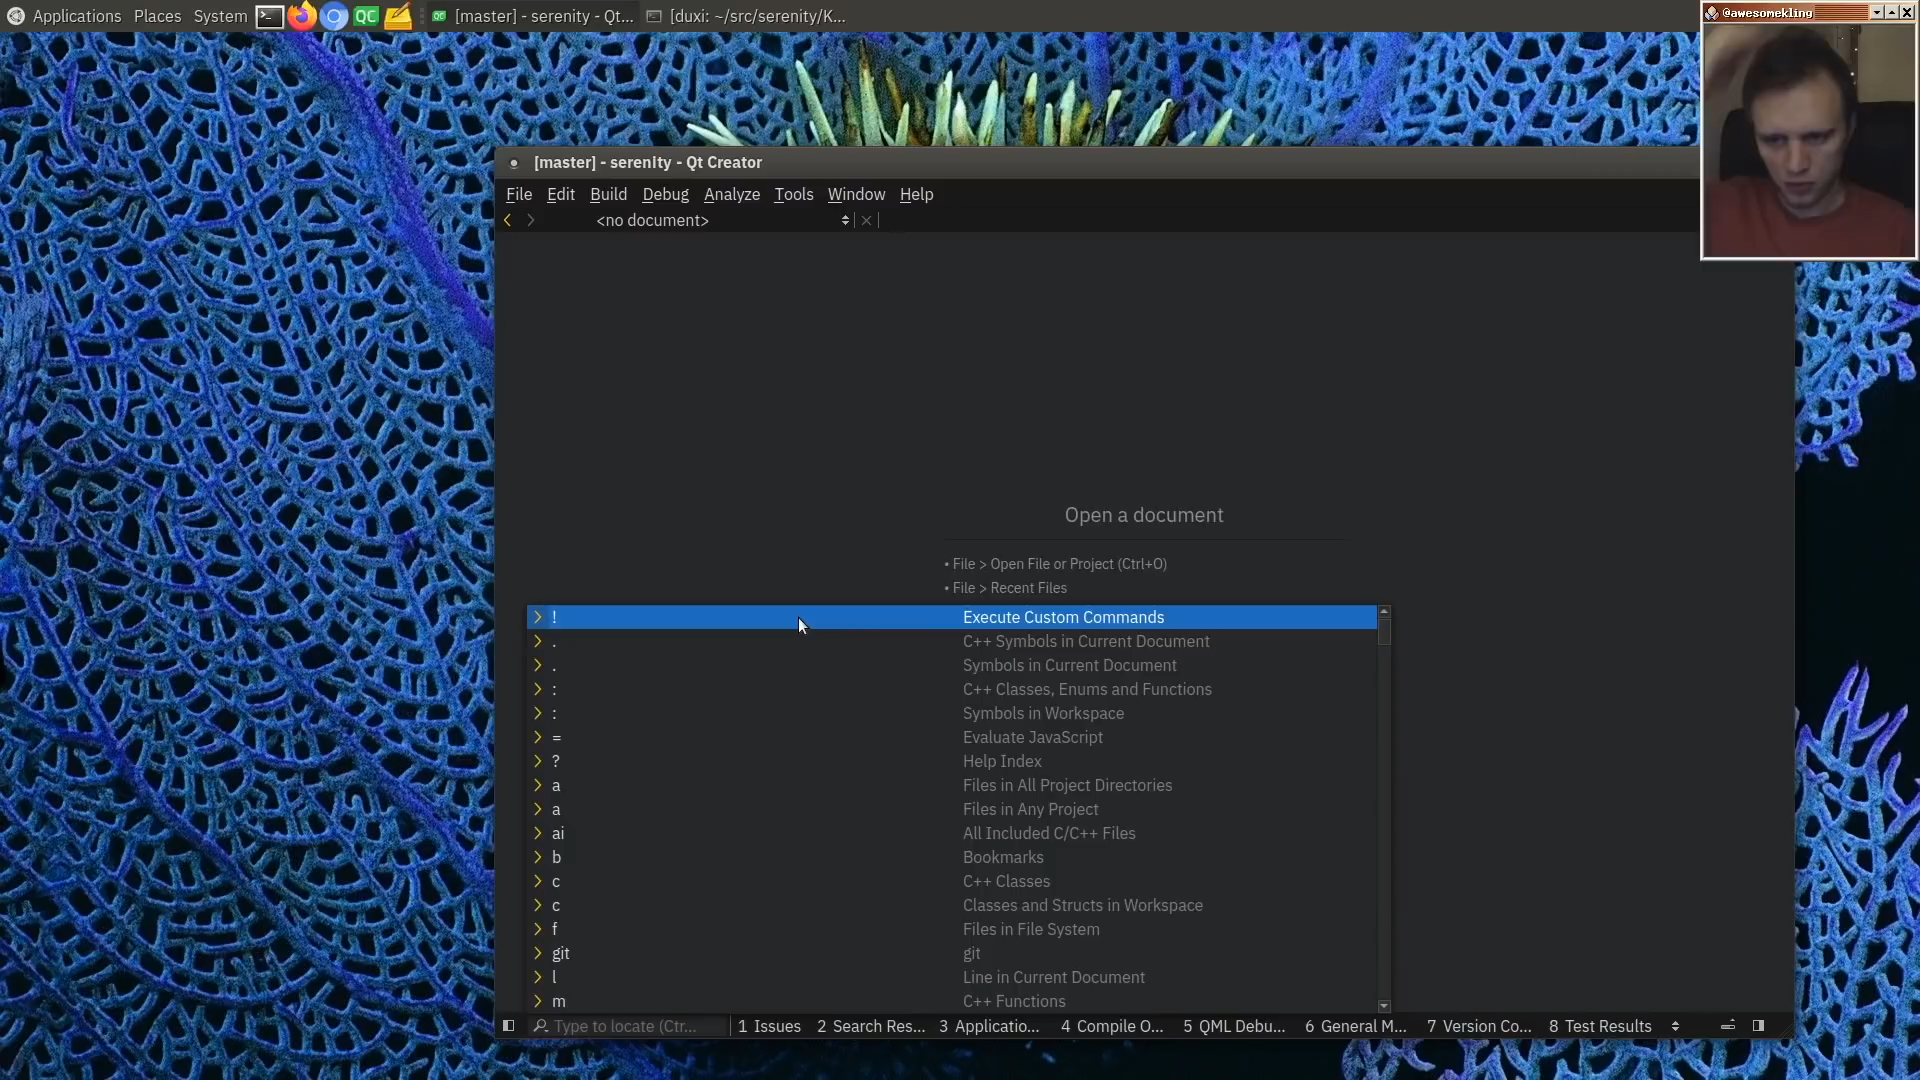 Applications Places System QC [master] - serenity - Qt... [duxi: ~/src/serenity/K...
@awesomekling
[master] - serenity - Qt Creator
File Edit Build Debug Analyze Tools Window Help
<no document>
Open a document
• File > Open File or Project (Ctrl+O)
• File > Recent Files
! Execute Custom Commands
. C++ Symbols in Current Document
. Symbols in Current Document
: C++ Classes, Enums and Functions
: Symbols in Workspace
= Evaluate JavaScript
? Help Index
a Files in All Project Directories
a Files in Any Project
ai All Included C/C++ Files
b Bookmarks
c C++ Classes
c Classes and Structs in Workspace
f Files in File System
git git
l Line in Current Document
m C++ Functions
Type to locate (Ctr... 1 Issues 2 Search Res... 3 Applicatio... 4 Compile O... 5 QML Debu... 6 General M... 7 Version Co... 8 Test Results